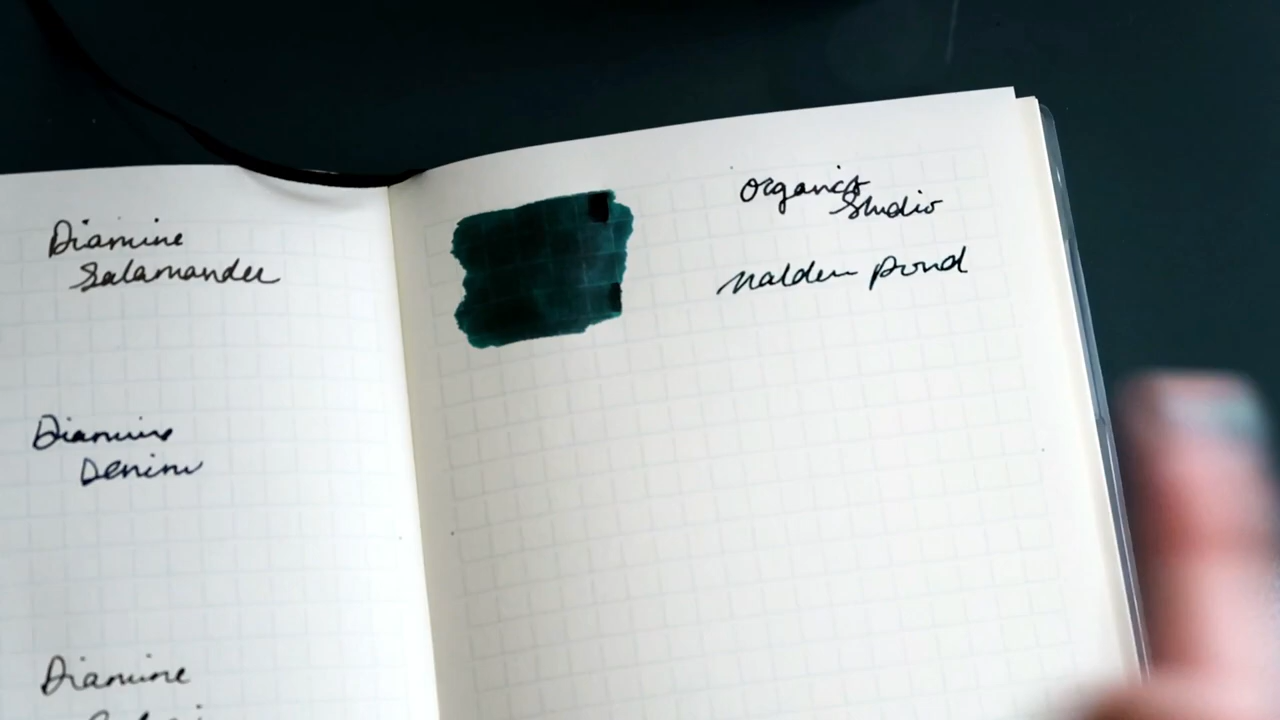 Diamine
Salamander
Diamine
Denim
Diamine
Organics
Studio
Walden Pond